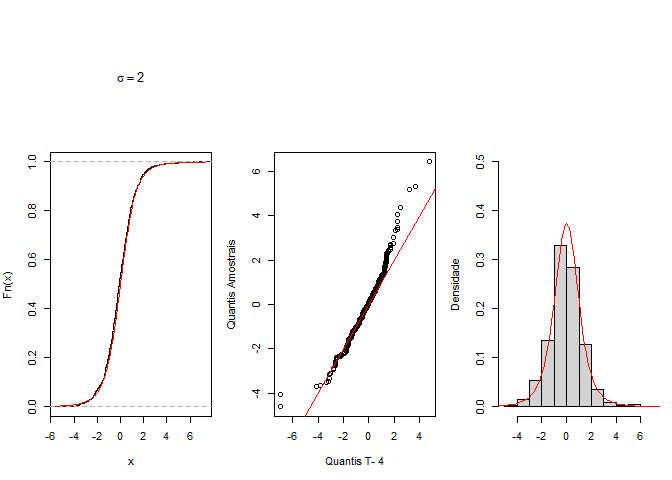 σ = 2
1.0
0.8
0.6
0.4
0.2
0.0
Fn(x)
-6 -4 -2 0 2 4 6
x
6
4
2
0
-2
-4
Quantis Amostrais
-6 -4 -2 0 2 4
Quantis T- 4
0.5
0.4
0.3
0.2
0.1
0.0
Densidade
-4 -2 0 2 4 6